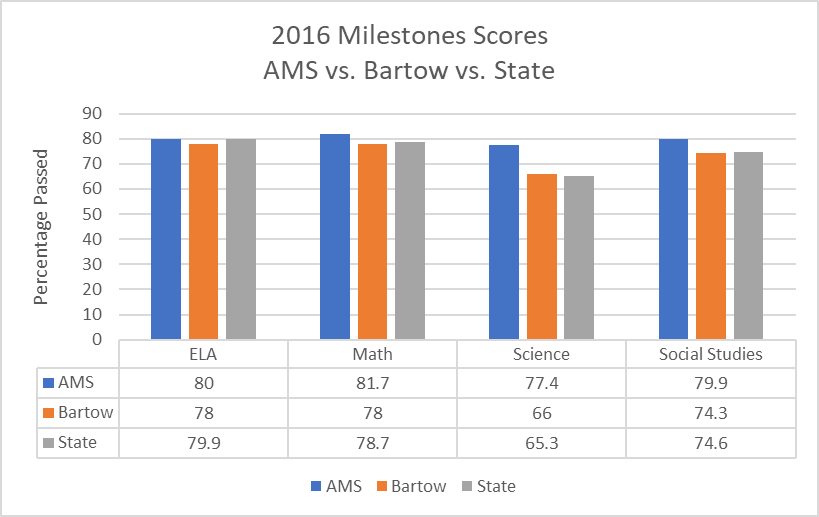 2016 Milestones Scores
AMS vs. Bartow vs. State
Percentage Passed
90
80
70
60
50
40
30
20
10
0
ELA Math Science Social Studies
AMS 80 81.7 77.4 79.9
Bartow 78 78 66 74.3
State 79.9 78.7 65.3 74.6
AMS Bartow State